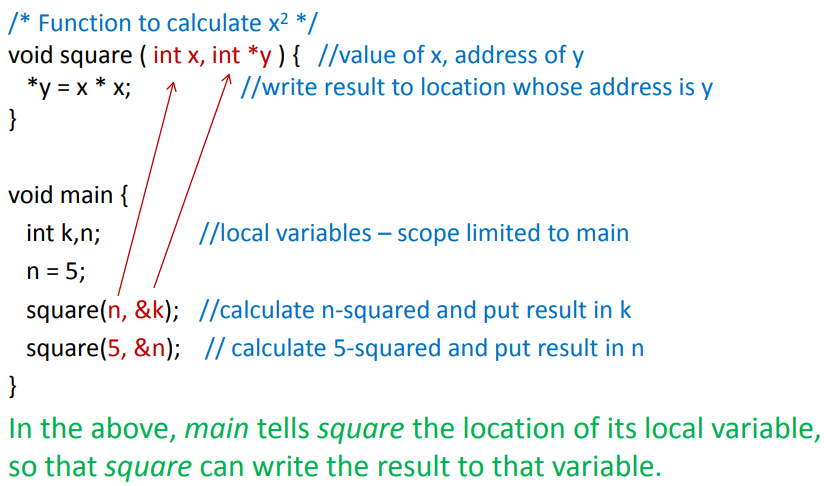 /* Function to calculate x² */
void square ( int x, int *y ) { //value of x, address of y
*y = x * x; //write result to location whose address is y
}
void main {
int k,n; //local variables – scope limited to main
n = 5;
square(n, &k); //calculate n-squared and put result in k
square(5, &n); // calculate 5-squared and put result in n
}
In the above, main tells square the location of its local variable,
so that square can write the result to that variable.